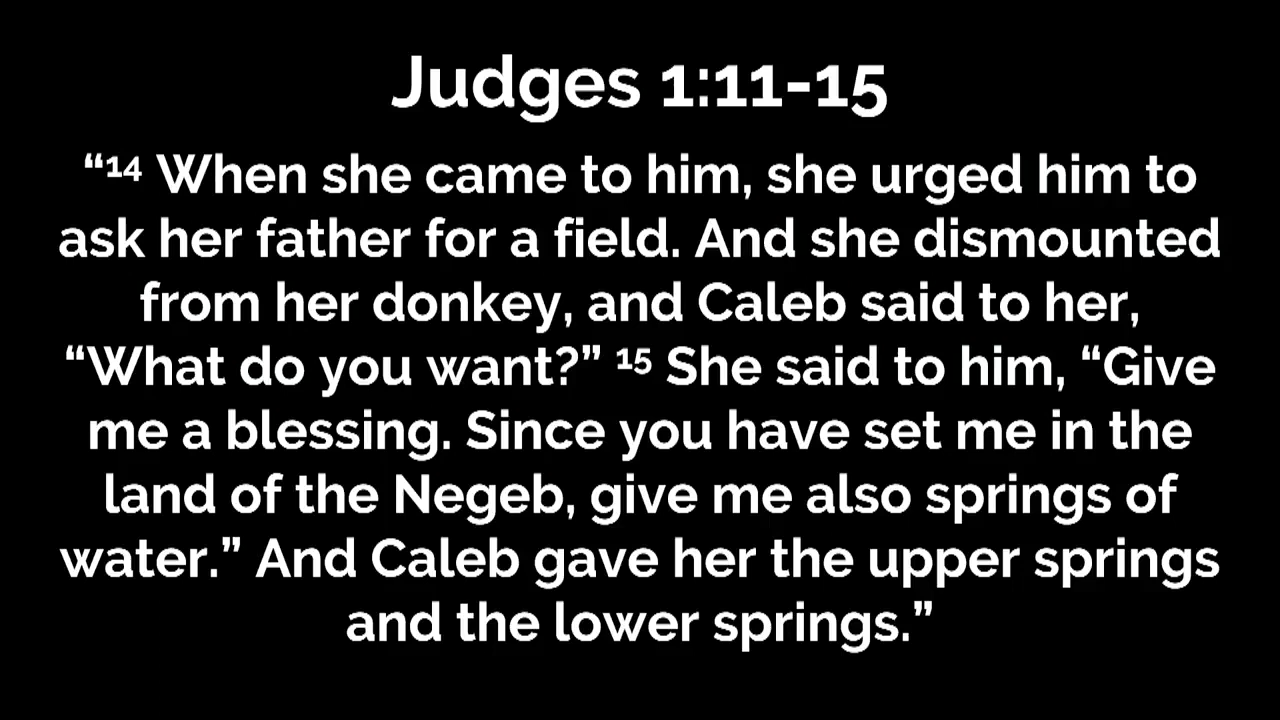 Judges 1:11-15
“¹⁴ When she came to him, she urged him to
ask her father for a field. And she dismounted
from her donkey, and Caleb said to her,
“What do you want?” ¹⁵ She said to him, “Give
me a blessing. Since you have set me in the
land of the Negeb, give me also springs of
water.” And Caleb gave her the upper springs
and the lower springs.”